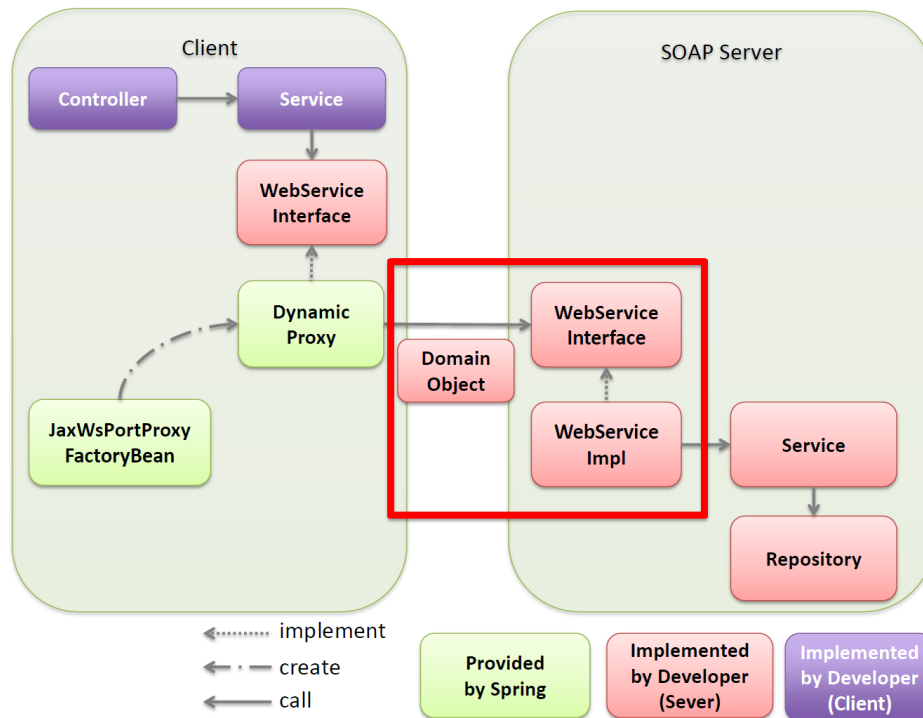 Client
SOAP Server
Controller
Service
WebService
Interface
Dynamic
Proxy
WebService
Interface
Domain
Object
JaxWsPortProxy
FactoryBean
WebService
Impl
Service
Repository
implement
create
call
Provided
by Spring
Implemented
by Developer
(Sever)
Implemented
by Developer
(Client)